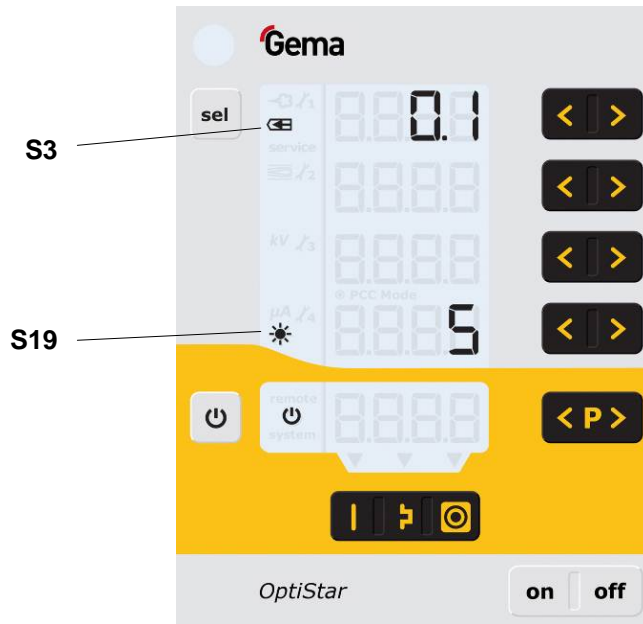 Gema
sel
0.1
S3
service
kV
PCC Mode
µA
S19
5
remote
system
< P >
OptiStar
on off